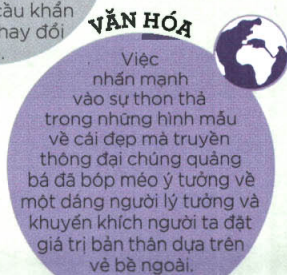 cầu khẩn
hay đổi
VĂN HÓA
Việc
nhấn mạnh
vào sự thon thả
trong những hình mẫu
về cái đẹp mà truyền
thông đại chúng quảng
bá đã bóp méo ý tưởng về
một dáng người lý tưởng và
khuyến khích người ta đặt
giá trị bản thân dựa trên
vẻ bề ngoài.